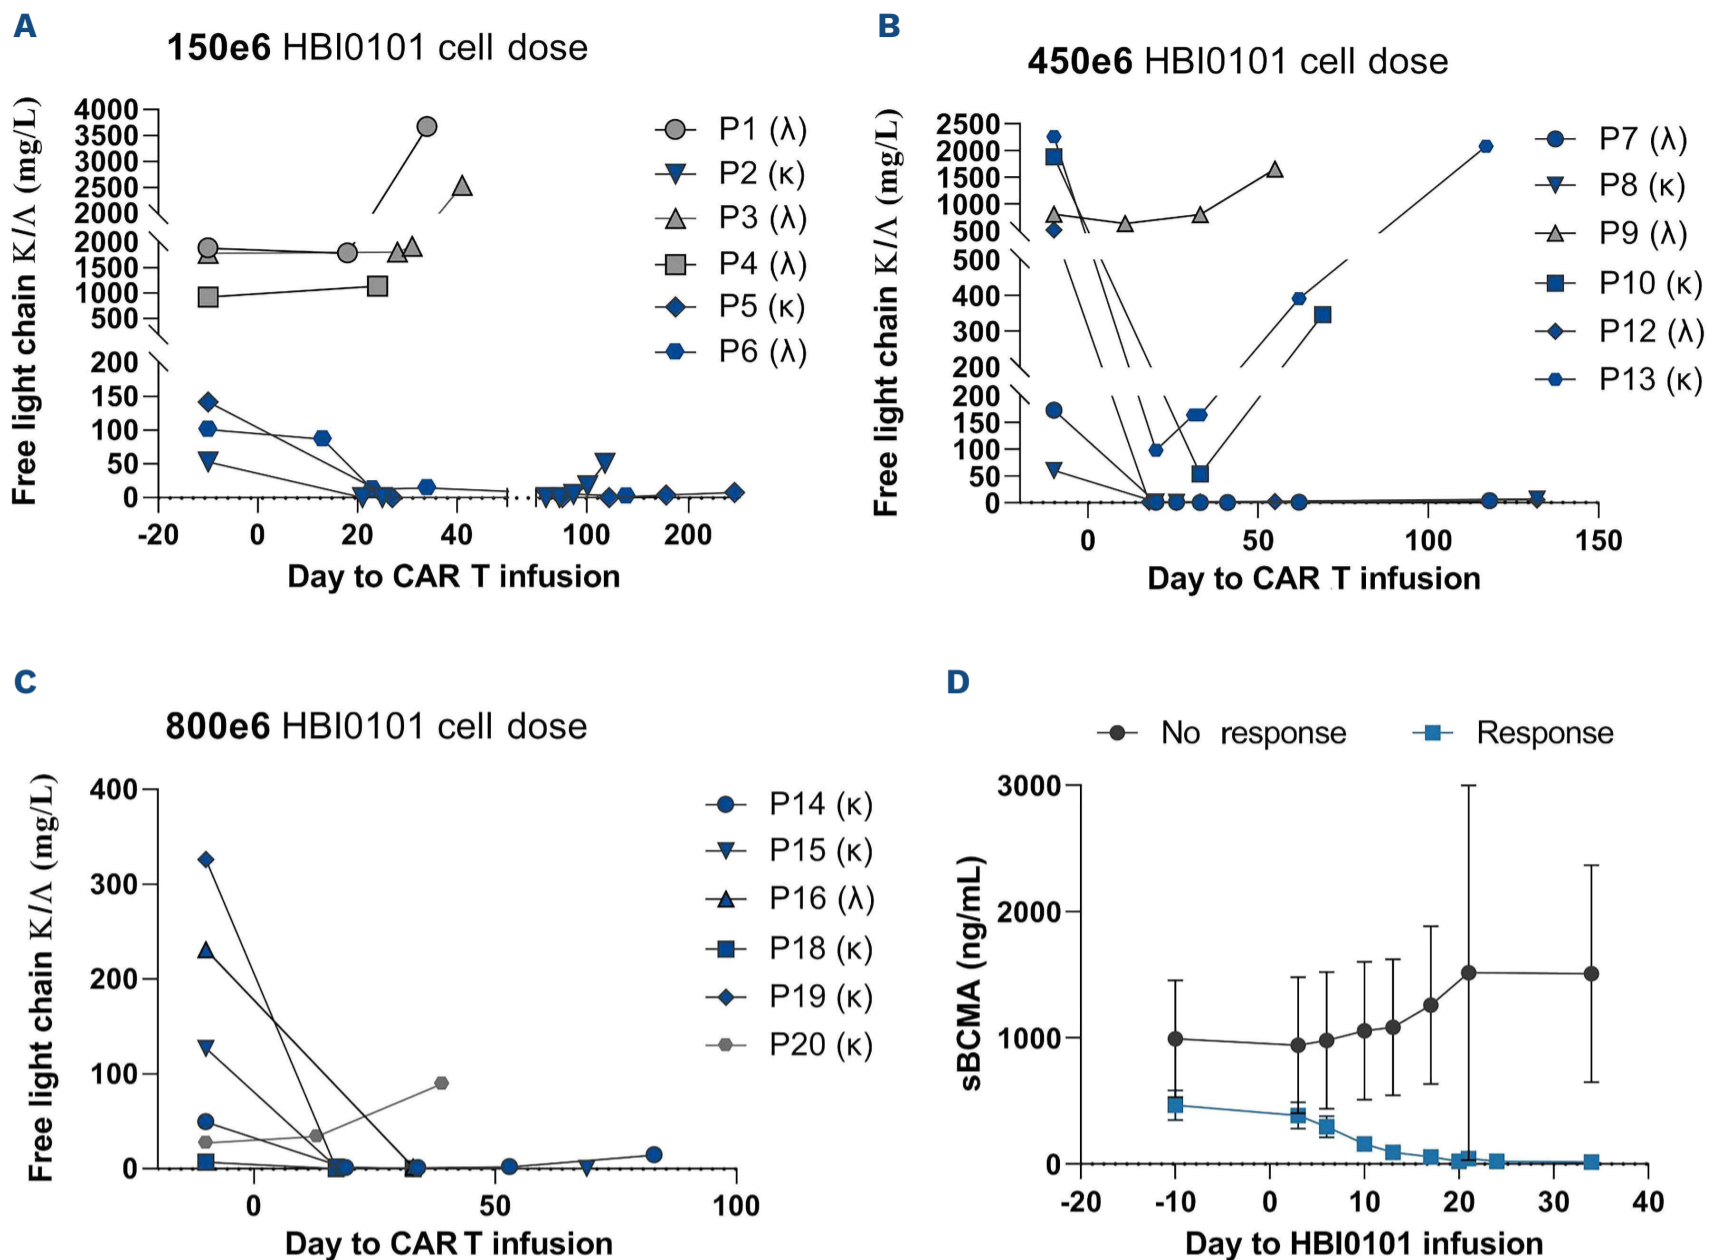 A
150e6 HBI0101 cell dose
Free light chain Κ/Λ (mg/L)
4000
3500
3000
2500
2000
2000
1500
1000
500
200
150
100
50
0
-20 0 20 40 100 200
Day to CAR T infusion
P1 (λ)
P2 (κ)
P3 (λ)
P4 (λ)
P5 (κ)
P6 (λ)
B
450e6 HBI0101 cell dose
Free light chain Κ/Λ (mg/L)
2500
2000
1500
1000
500
500
400
300
200
200
150
100
50
0
0 50 100 150
Day to CAR T infusion
P7 (λ)
P8 (κ)
P9 (λ)
P10 (κ)
P12 (λ)
P13 (κ)
C
800e6 HBI0101 cell dose
Free light chain Κ/Λ (mg/L)
400
300
200
100
0
0 50 100
Day to CAR T infusion
P14 (κ)
P15 (κ)
P16 (λ)
P18 (κ)
P19 (κ)
P20 (κ)
D
No response Response
sBCMA (ng/mL)
3000
2000
1000
0
-20 -10 0 10 20 30 40
Day to HBI0101 infusion